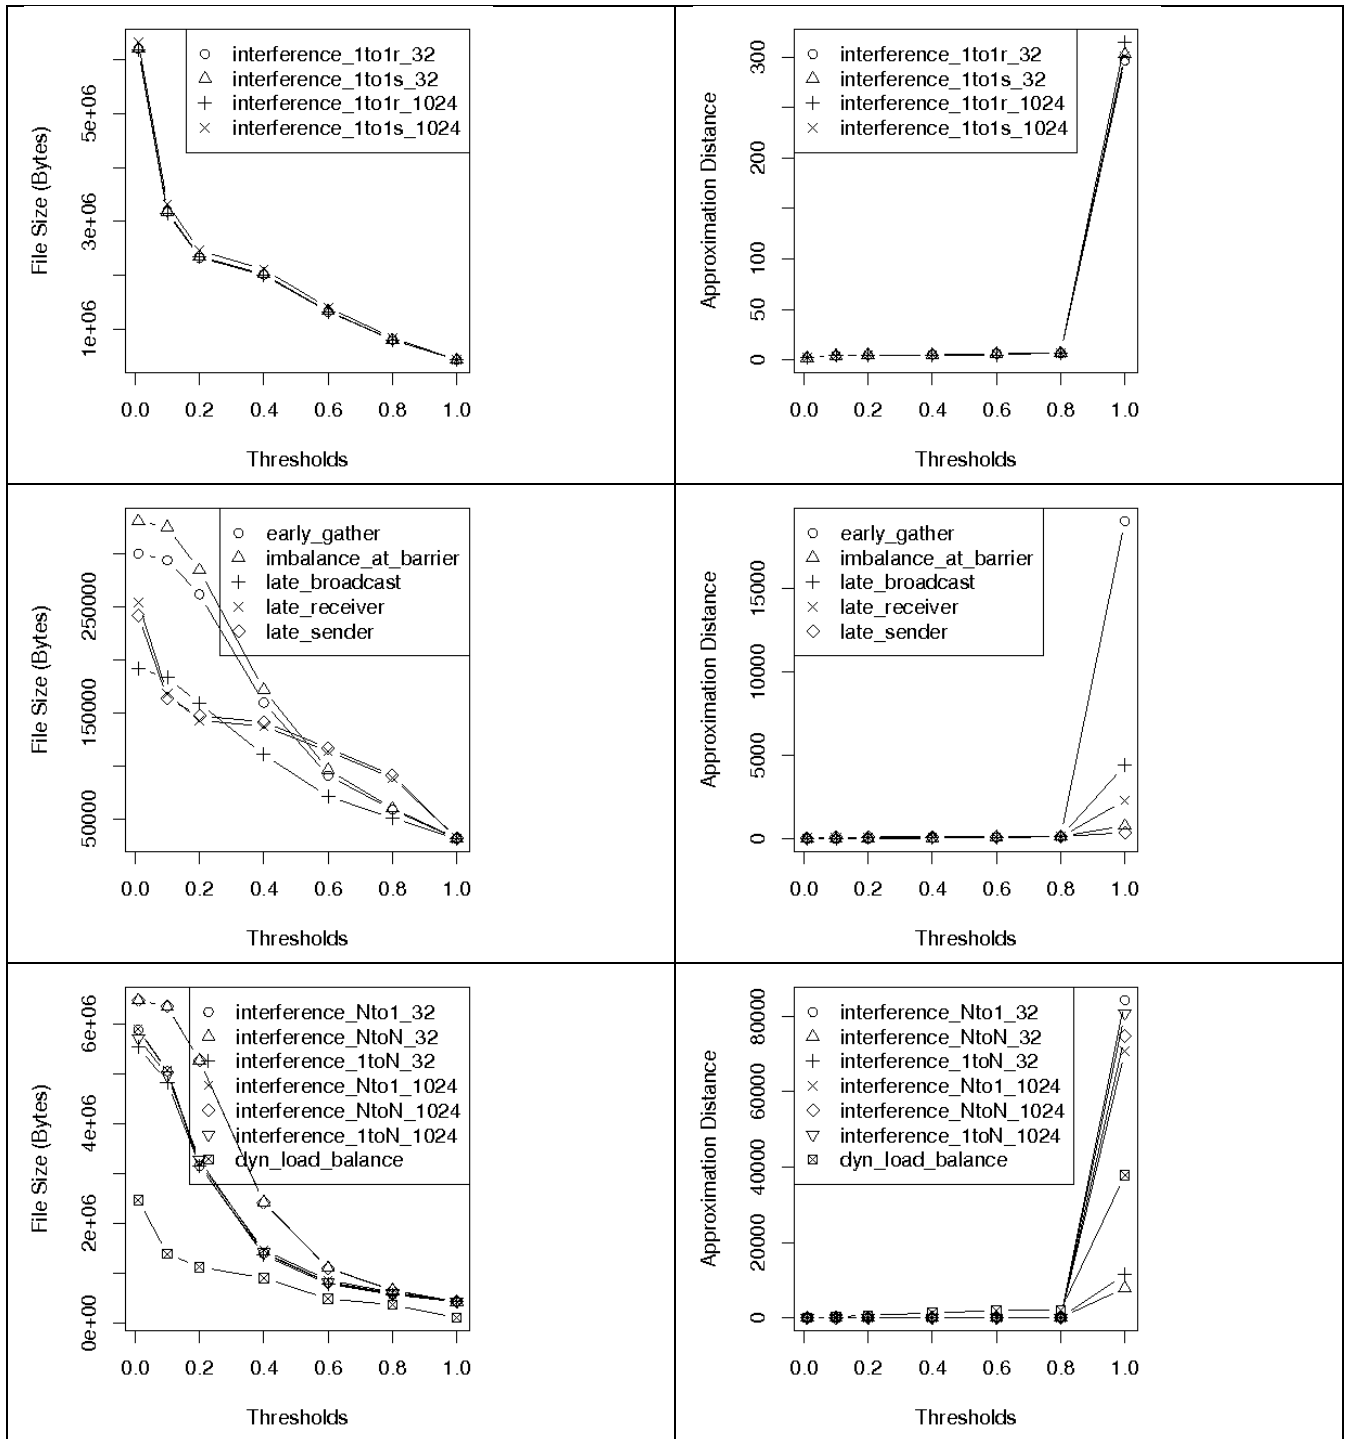 interference_1to1r_32
interference_1to1s_32
interference_1to1r_1024
interference_1to1s_1024
File Size (Bytes)
5e+06
3e+06
1e+06
0.0 0.2 0.4 0.6 0.8 1.0
Thresholds
interference_1to1r_32
interference_1to1s_32
interference_1to1r_1024
interference_1to1s_1024
Approximation Distance
300
200
100
50
0
0.0 0.2 0.4 0.6 0.8 1.0
Thresholds
early_gather
imbalance_at_barrier
late_broadcast
late_receiver
late_sender
File Size (Bytes)
250000
150000
50000
0.0 0.2 0.4 0.6 0.8 1.0
Thresholds
early_gather
imbalance_at_barrier
late_broadcast
late_receiver
late_sender
Approximation Distance
15000
10000
5000
0
0.0 0.2 0.4 0.6 0.8 1.0
Thresholds
interference_Nto1_32
interference_NtoN_32
interference_1toN_32
interference_Nto1_1024
interference_NtoN_1024
interference_1toN_1024
dyn_load_balance
File Size (Bytes)
6e+06
4e+06
2e+06
0e+00
0.0 0.2 0.4 0.6 0.8 1.0
Thresholds
interference_Nto1_32
interference_NtoN_32
interference_1toN_32
interference_Nto1_1024
interference_NtoN_1024
interference_1toN_1024
dyn_load_balance
Approximation Distance
80000
60000
40000
20000
0
0.0 0.2 0.4 0.6 0.8 1.0
Thresholds